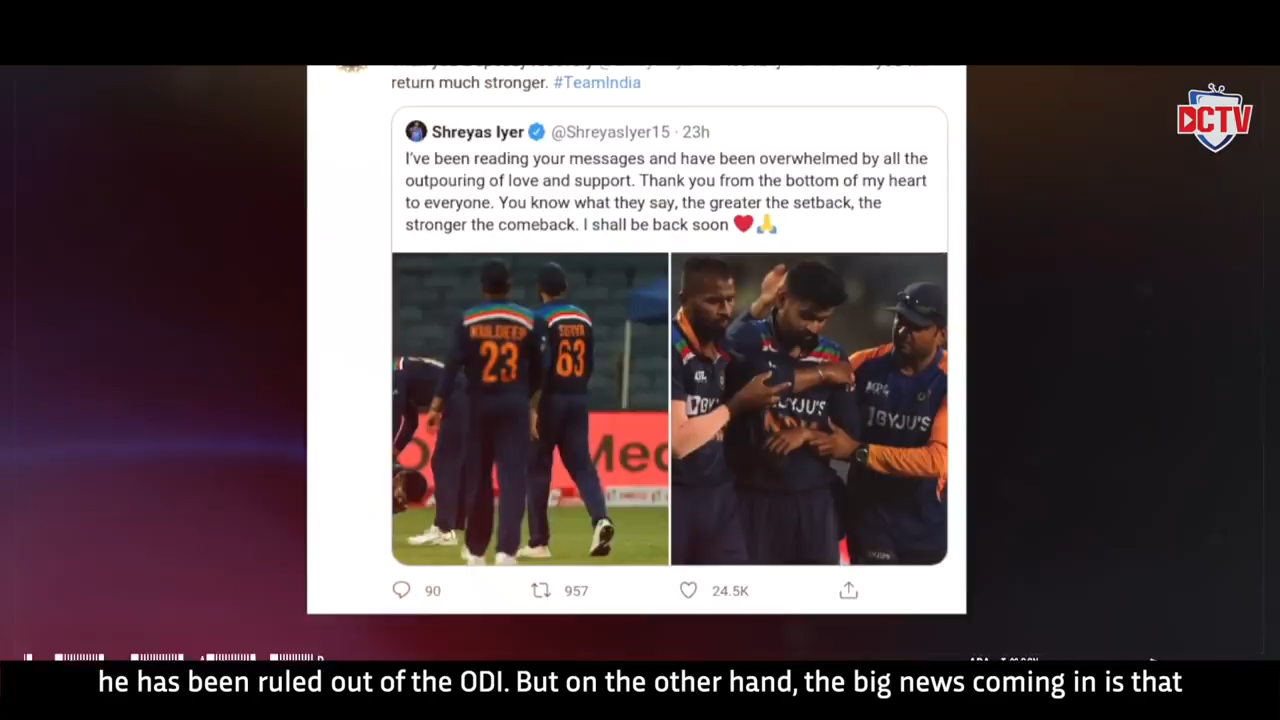 DCTV
return much stronger. #TeamIndia
Shreyas Iyer @ShreyasIyer15 · 23h
I've been reading your messages and have been overwhelmed by all the
outpouring of love and support. Thank you from the bottom of my heart
to everyone. You know what they say, the greater the setback, the
stronger the comeback. I shall be back soon ❤️🙏
KULDEEP
23
SURYA
63
Med
MPL
BYJU'S
BYJU'S
90
957
24.5K
he has been ruled out of the ODI. But on the other hand, the big news coming in is that